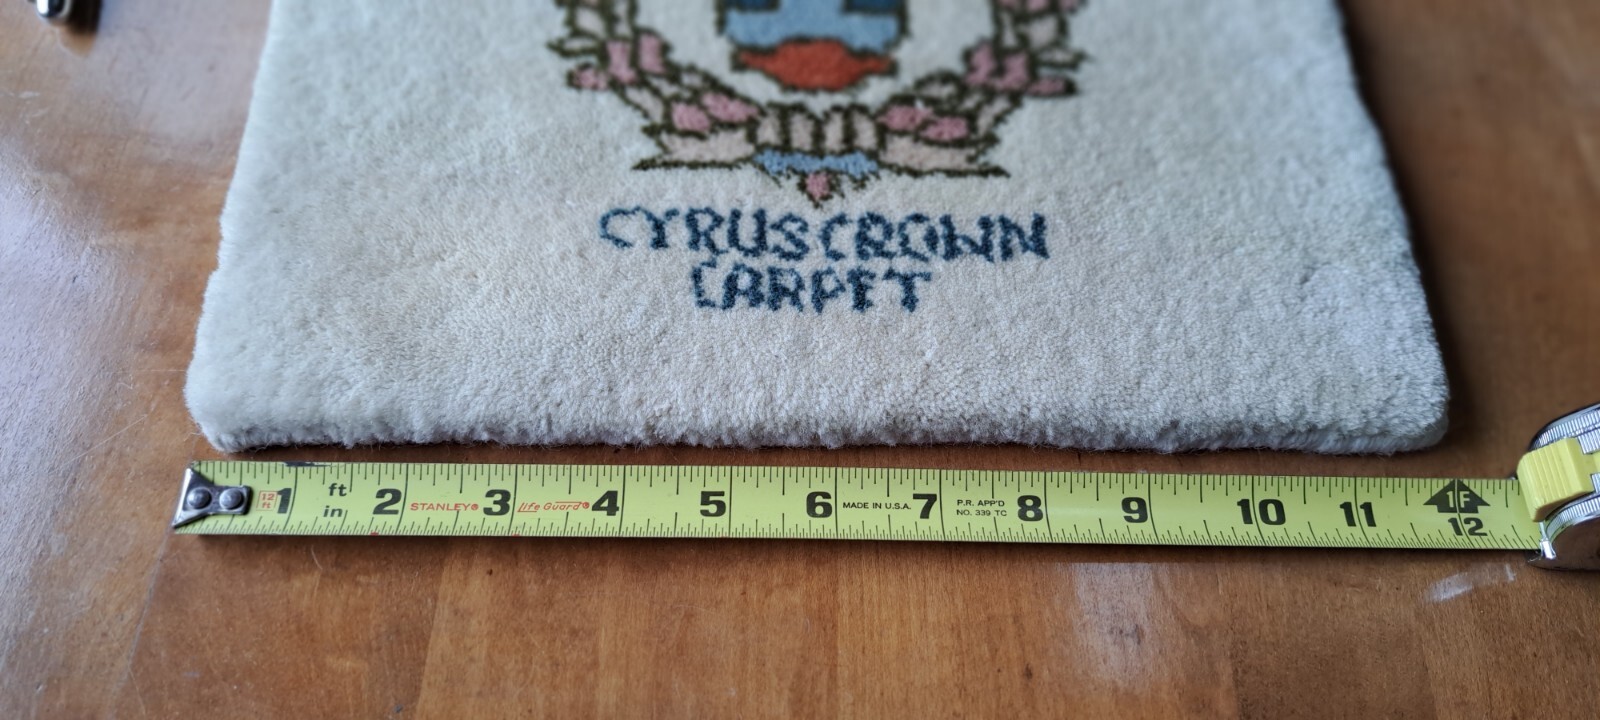 CYRUS CROWN
CARPET
12 ft 1 ft in 2 STANLEY® 3 Life Guard® 4 5 6 MADE IN U.S.A. 7 P.R. APP'D NO. 339 TC 8 9 10 11 1F 12